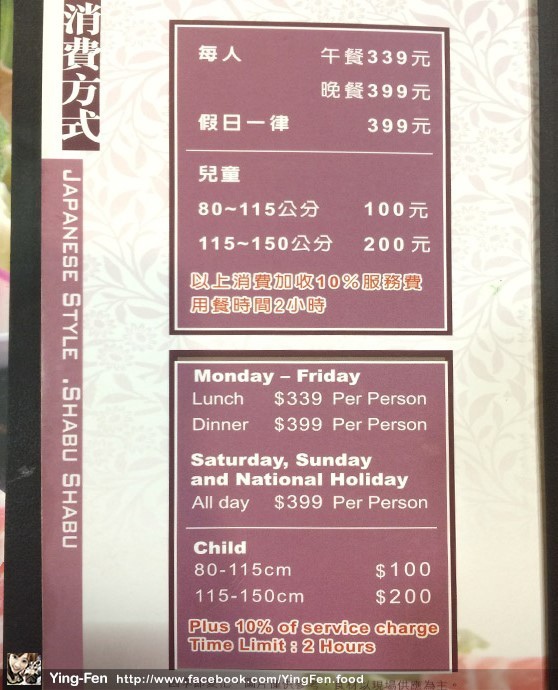 消費方式
JAPANESE STYLE .SHABU SHABU
每人 午餐339元
晚餐399元
假日一律 399元
兒童
80~115公分 100元
115~150公分 200元
以上消費加收10%服務費
用餐時間2小時
Monday – Friday
Lunch $339 Per Person
Dinner $399 Per Person
Saturday, Sunday
and National Holiday
All day $399 Per Person
Child
80-115cm $100
115-150cm $200
Plus 10% of service charge
Time Limit : 2 Hours
Ying-Fen http://www.facebook.com/YingFen.food